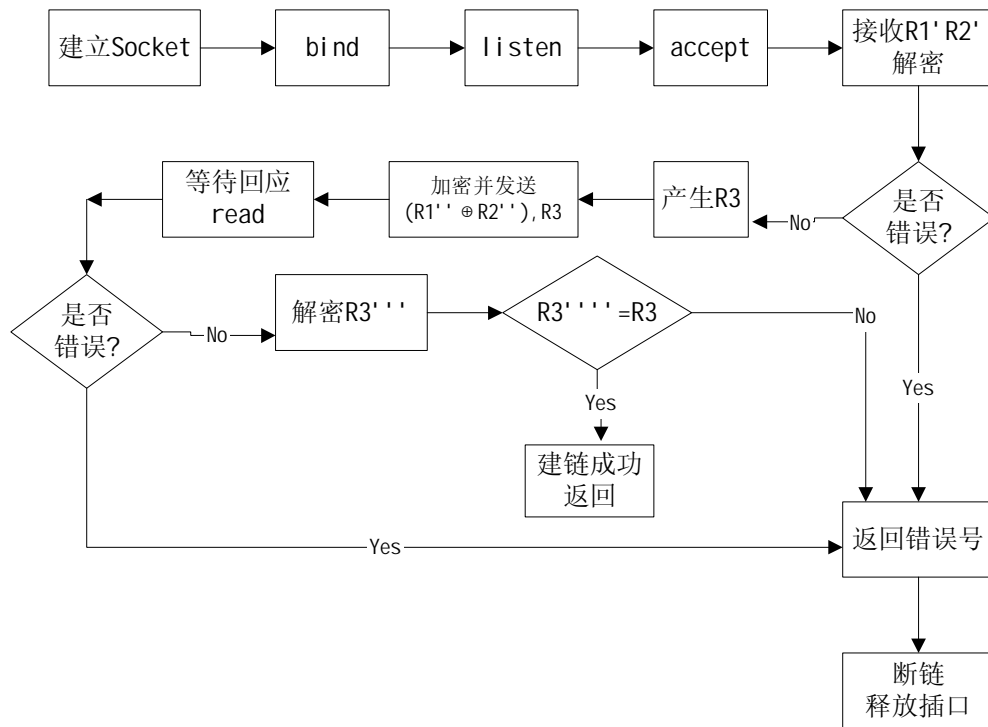 建立Socket
bind
listen
accept
接收R1'R2'
解密
是否
错误?
No
产生R3
加密并发送
(R1''⊕R2''),R3
等待回应
read
是否
错误?
No
解密R3'''
R3''''=R3
No
Yes
Yes
建链成功
返回
Yes
返回错误号
断链
释放插口